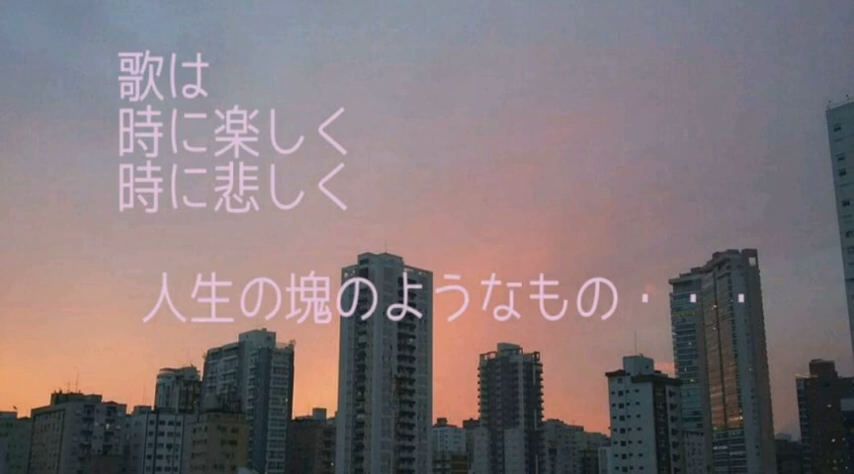 歌は
時に楽しく
時に悲しく
人生の塊のようなもの・・・